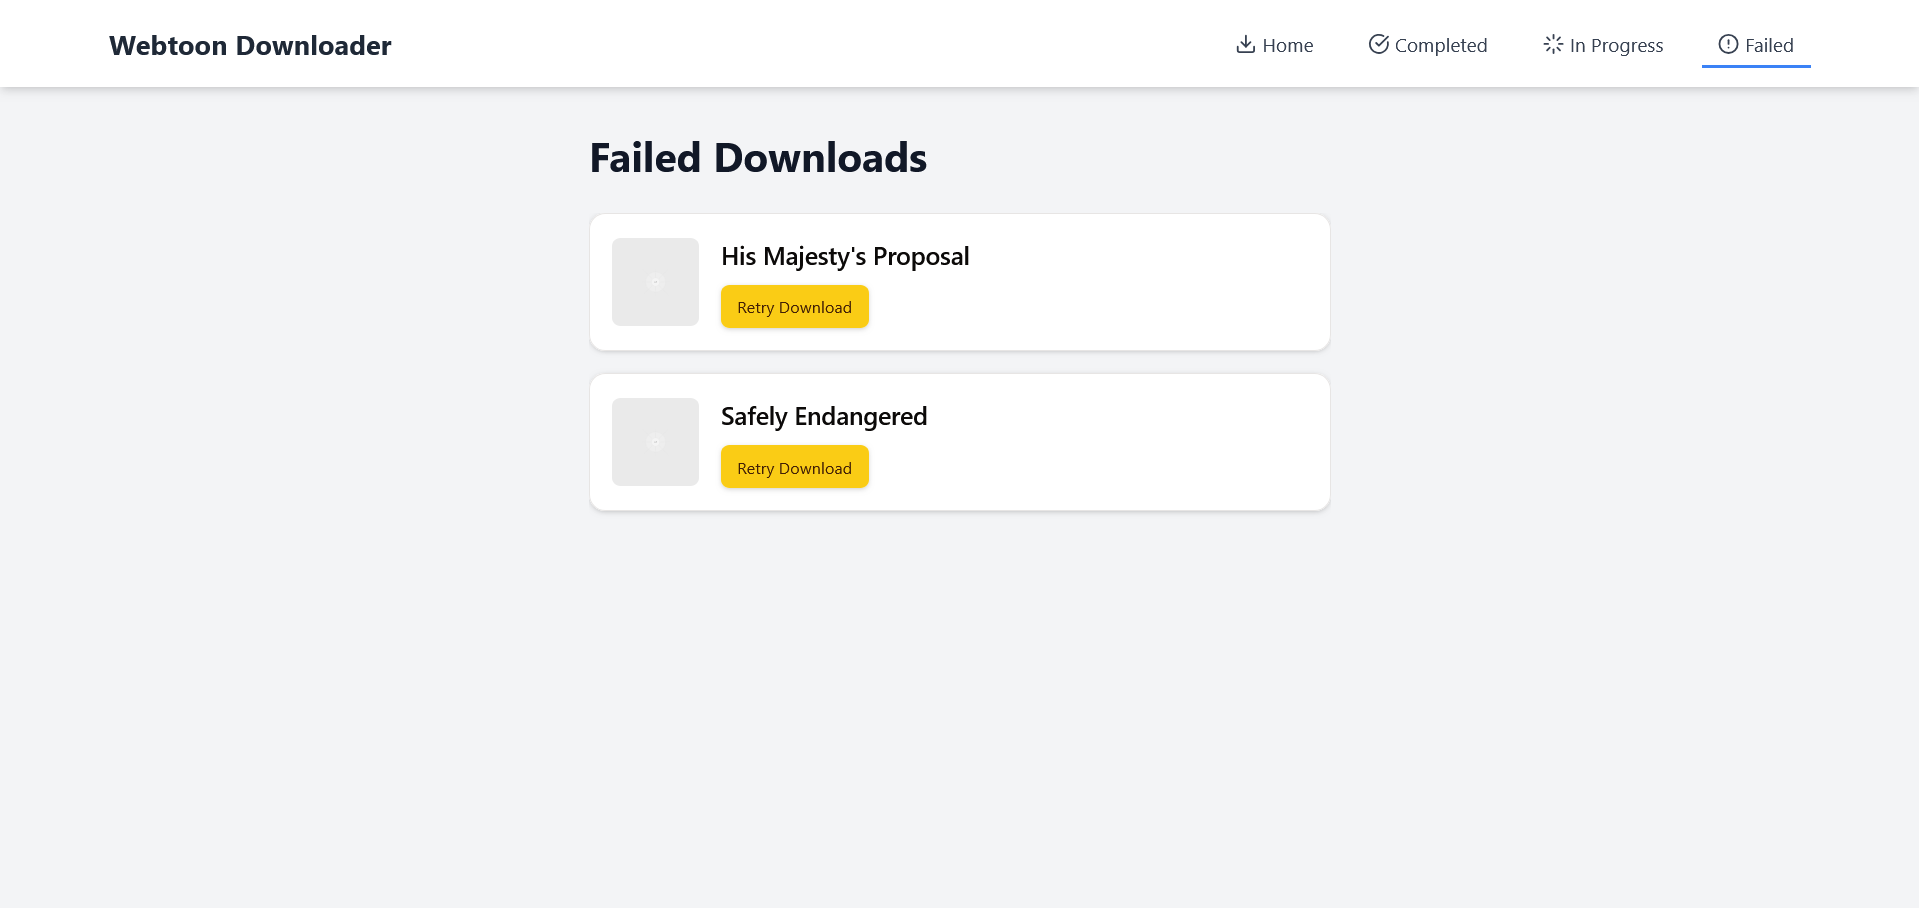 Webtoon Downloader
Home
Completed
In Progress
Failed
Failed Downloads
His Majesty's Proposal
Retry Download
Safely Endangered
Retry Download